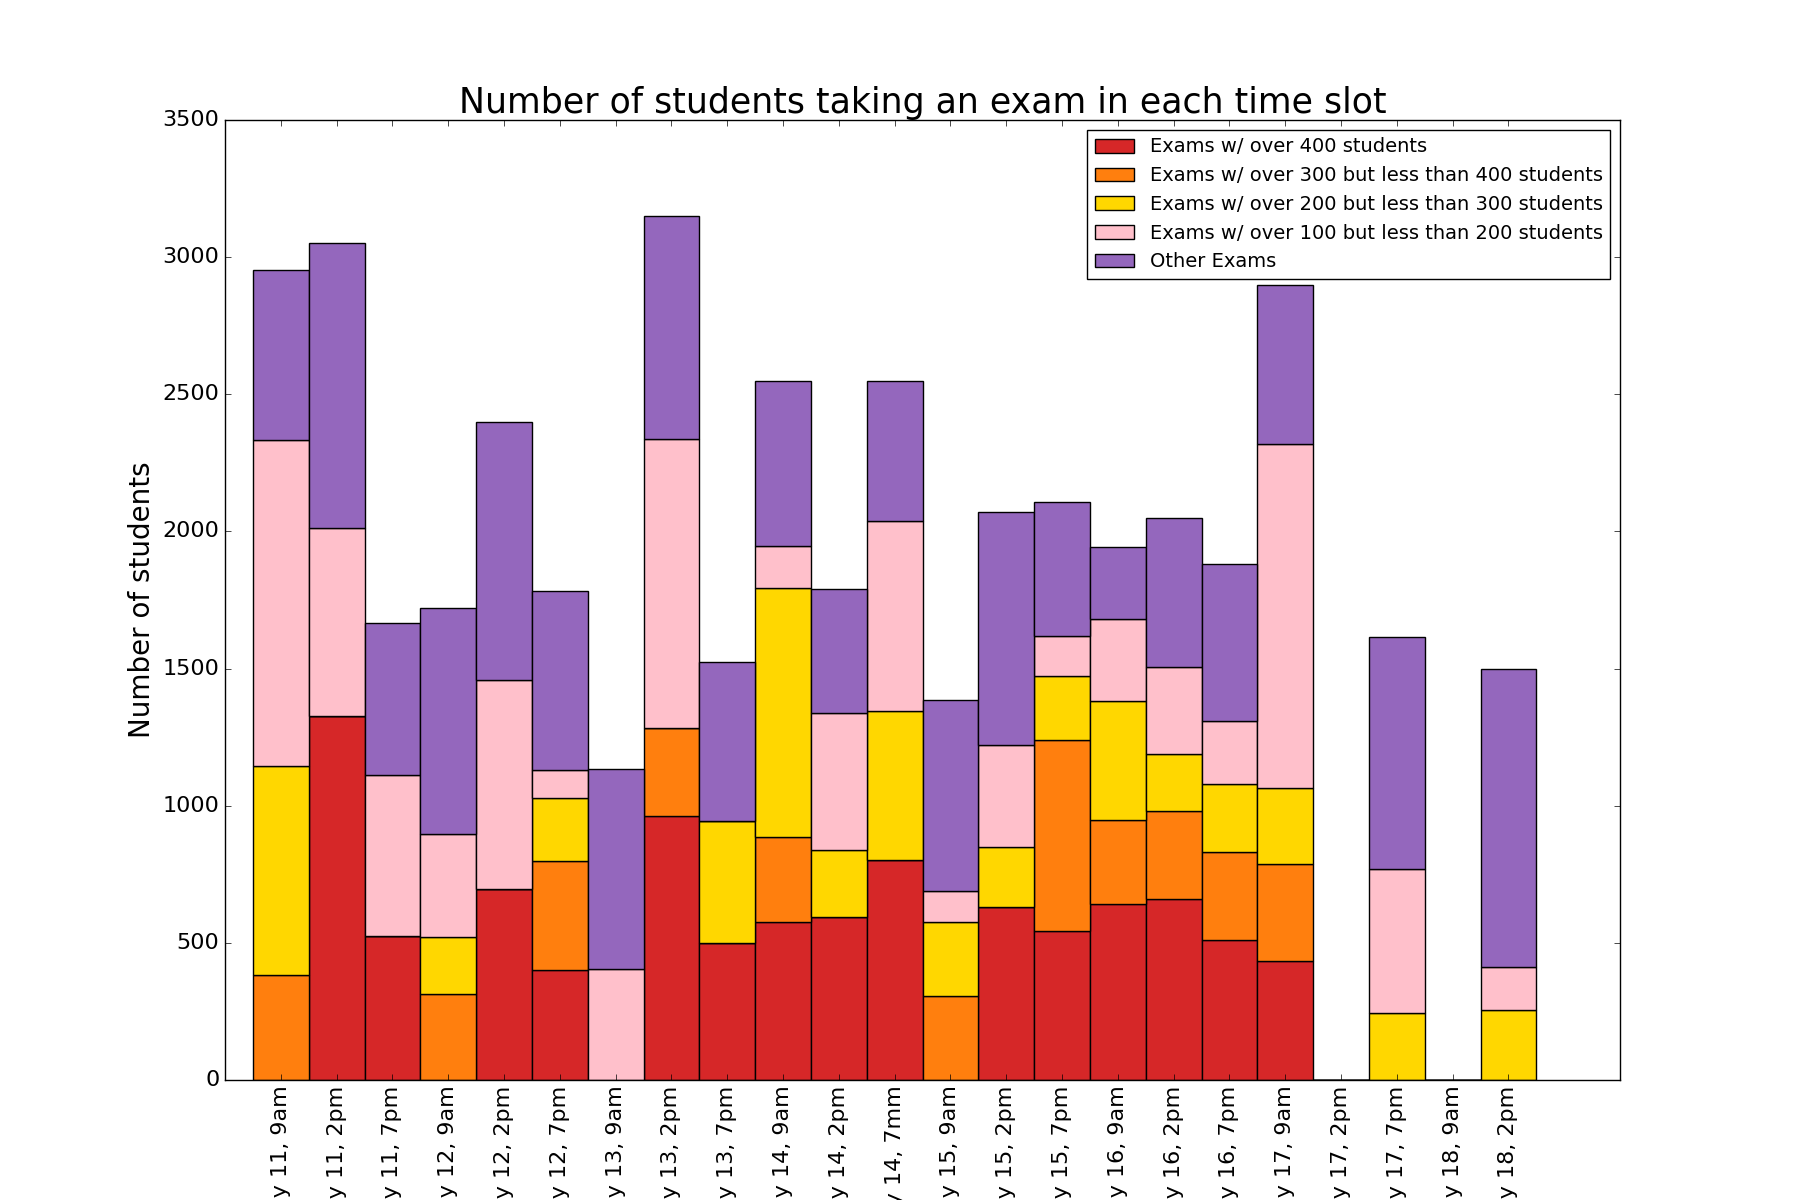 Number of students taking an exam in each time slot
Exams w/ over 400 students
Exams w/ over 300 but less than 400 students
Exams w/ over 200 but less than 300 students
Exams w/ over 100 but less than 200 students
Other Exams
Number of students
3500
3000
2500
2000
1500
1000
500
0
y 11, 9am
y 11, 2pm
y 11, 7pm
y 12, 9am
y 12, 2pm
y 12, 7pm
y 13, 9am
y 13, 2pm
y 13, 7pm
y 14, 9am
y 14, 2pm
y 14, 7mm
y 15, 9am
y 15, 2pm
y 15, 7pm
y 16, 9am
y 16, 2pm
y 16, 7pm
y 17, 9am
y 17, 2pm
y 17, 7pm
y 18, 9am
y 18, 2pm